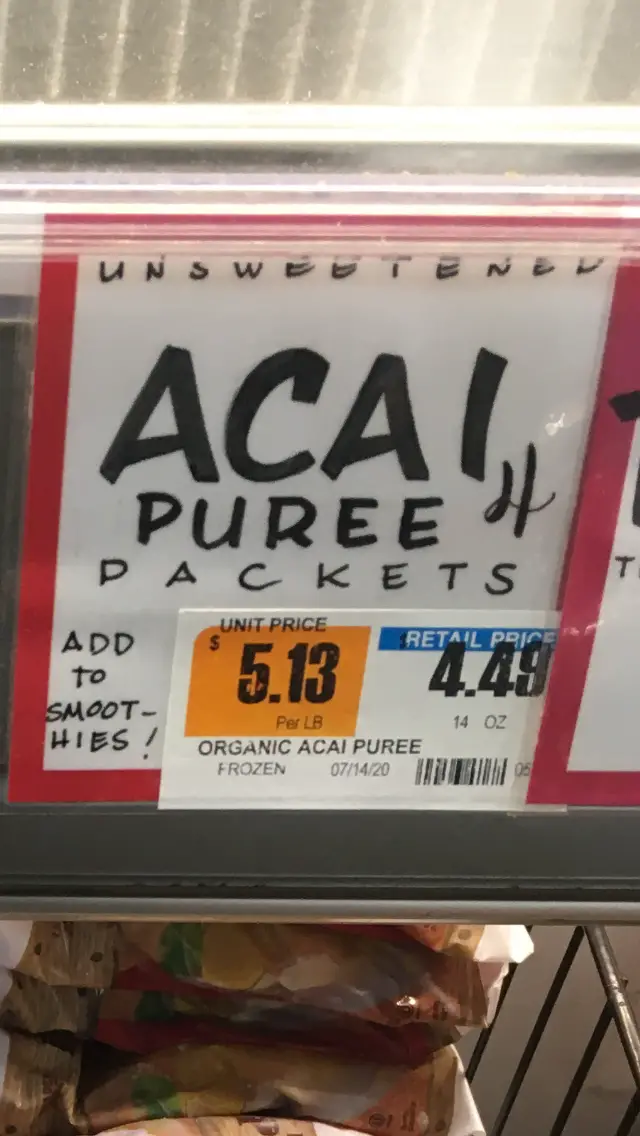 UNSWEETENED
ACAI
PUREE 4
PACKETS
ADD
TO
SMOOT-
HIES!
UNIT PRICE
$ 5.13
Per LB
$RETAIL PRICE
4.49
14 OZ
ORGANIC ACAI PUREE
FROZEN 07/14/20